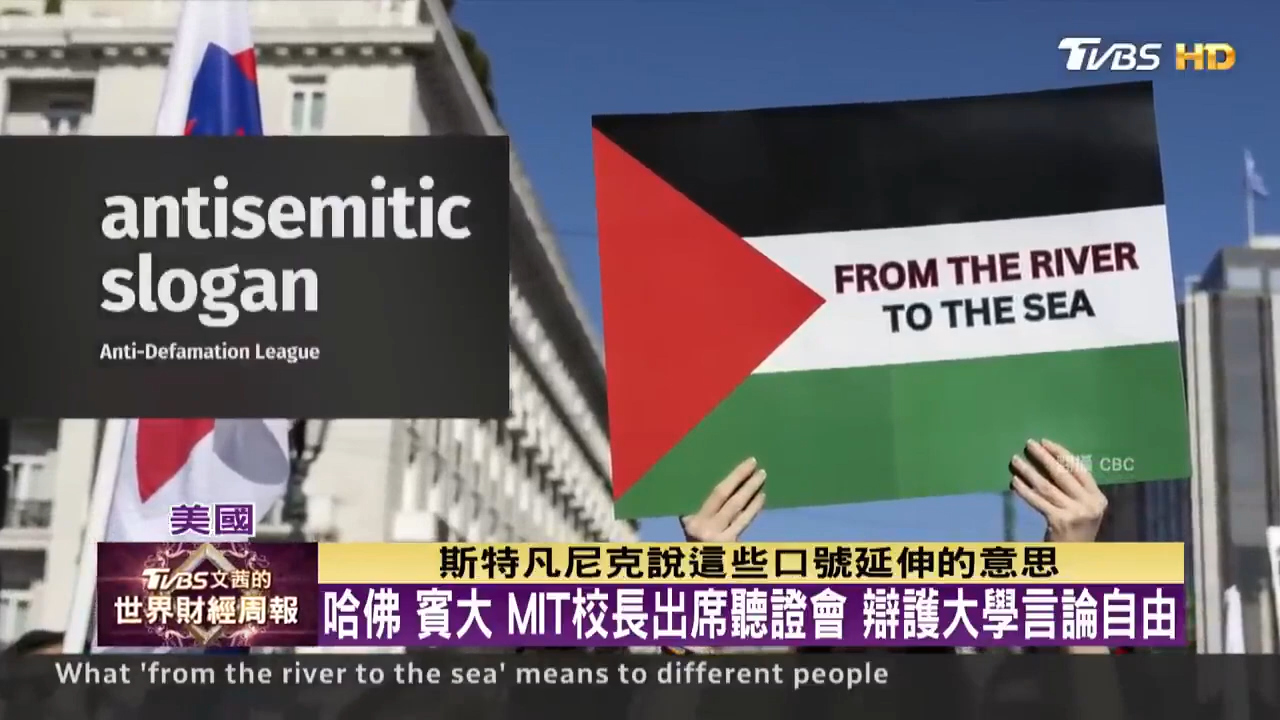 TVBS HD
antisemitic
slogan
Anti-Defamation League
FROM THE RIVER
TO THE SEA
翻攝 CBC
美國
斯特凡尼克說這些口號延伸的意思
TVBS文茜的
世界財經周報
哈佛 賓大 MIT校長出席聽證會 辯護大學言論自由
What 'from the river to the sea' means to different people